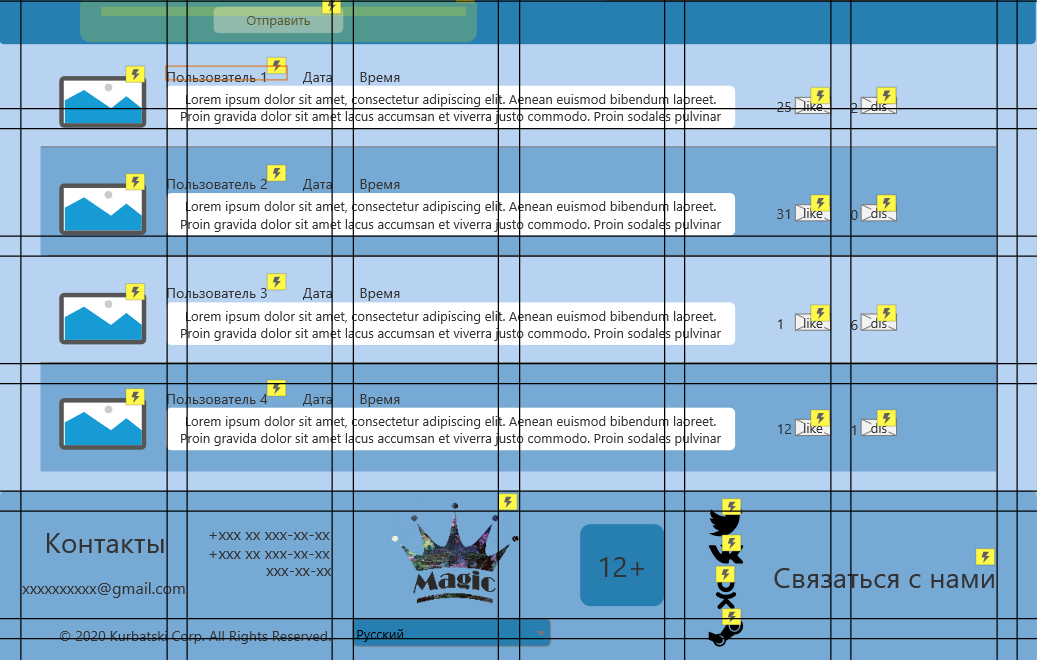 Отправить
Пользователь 1 Дата Время
Lorem ipsum dolor sit amet, consectetur adipiscing elit. Aenean euismod bibendum laoreet.
Proin gravida dolor sit amet lacus accumsan et viverra justo commodo. Proin sodales pulvinar
25 like 2 dis
Пользователь 2 Дата Время
Lorem ipsum dolor sit amet, consectetur adipiscing elit. Aenean euismod bibendum laoreet.
Proin gravida dolor sit amet lacus accumsan et viverra justo commodo. Proin sodales pulvinar
31 like 0 dis
Пользователь 3 Дата Время
Lorem ipsum dolor sit amet, consectetur adipiscing elit. Aenean euismod bibendum laoreet.
Proin gravida dolor sit amet lacus accumsan et viverra justo commodo. Proin sodales pulvinar
1 like 6 dis
Пользователь 4 Дата Время
Lorem ipsum dolor sit amet, consectetur adipiscing elit. Aenean euismod bibendum laoreet.
Proin gravida dolor sit amet lacus accumsan et viverra justo commodo. Proin sodales pulvinar
12 like 1 dis
Контакты
xxxxxxxxxx@gmail.com
+xxx xx xxx-xx-xx
+xxx xx xxx-xx-xx
xxx-xx-xx
Magic
12+
Связаться с нами
© 2020 Kurbatski Corp. All Rights Reserved.
Русский